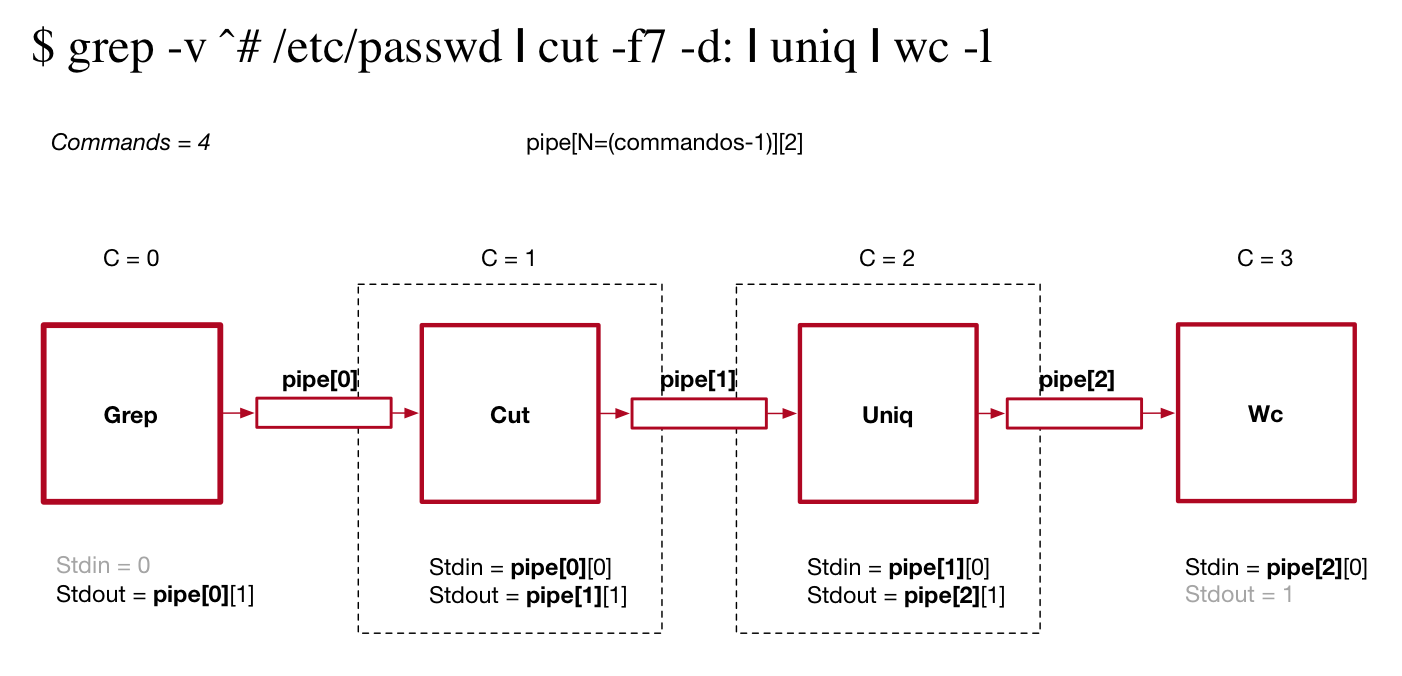 $ grep -v ^# /etc/passwd | cut -f7 -d: | uniq | wc -l
Commands = 4
pipe[N=(commandos-1)][2]
C = 0
C = 1
C = 2
C = 3
pipe[0]
pipe[1]
pipe[2]
Grep
Cut
Uniq
Wc
Stdin = 0
Stdout = pipe[0][1]
Stdin = pipe[0][0]
Stdout = pipe[1][1]
Stdin = pipe[1][0]
Stdout = pipe[2][1]
Stdin = pipe[2][0]
Stdout = 1